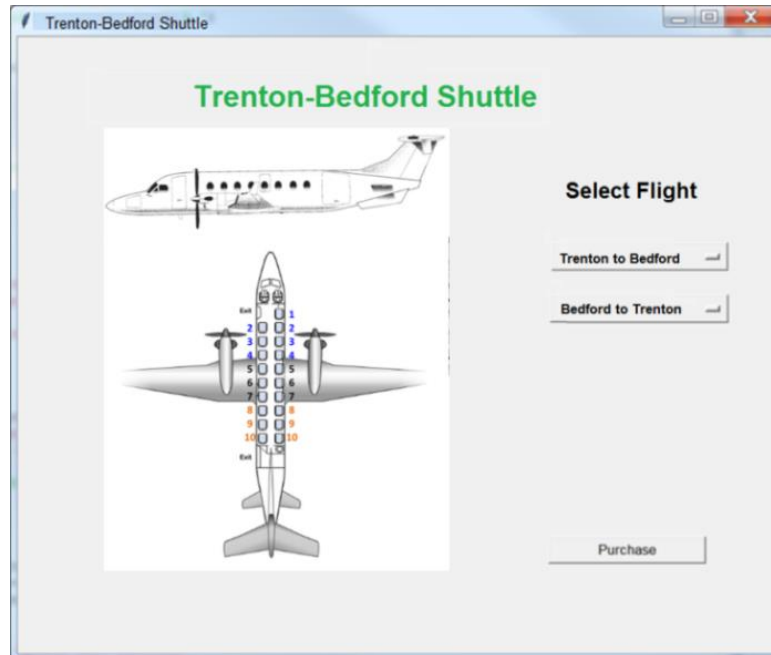 Trenton-Bedford Shuttle
Trenton-Bedford Shuttle
Select Flight
Trenton to Bedford
Bedford to Trenton
Exit 1
2 2
3 3
4 4
5 5
6 6
7 7
8 8
9 9
10 10
Exit
Purchase